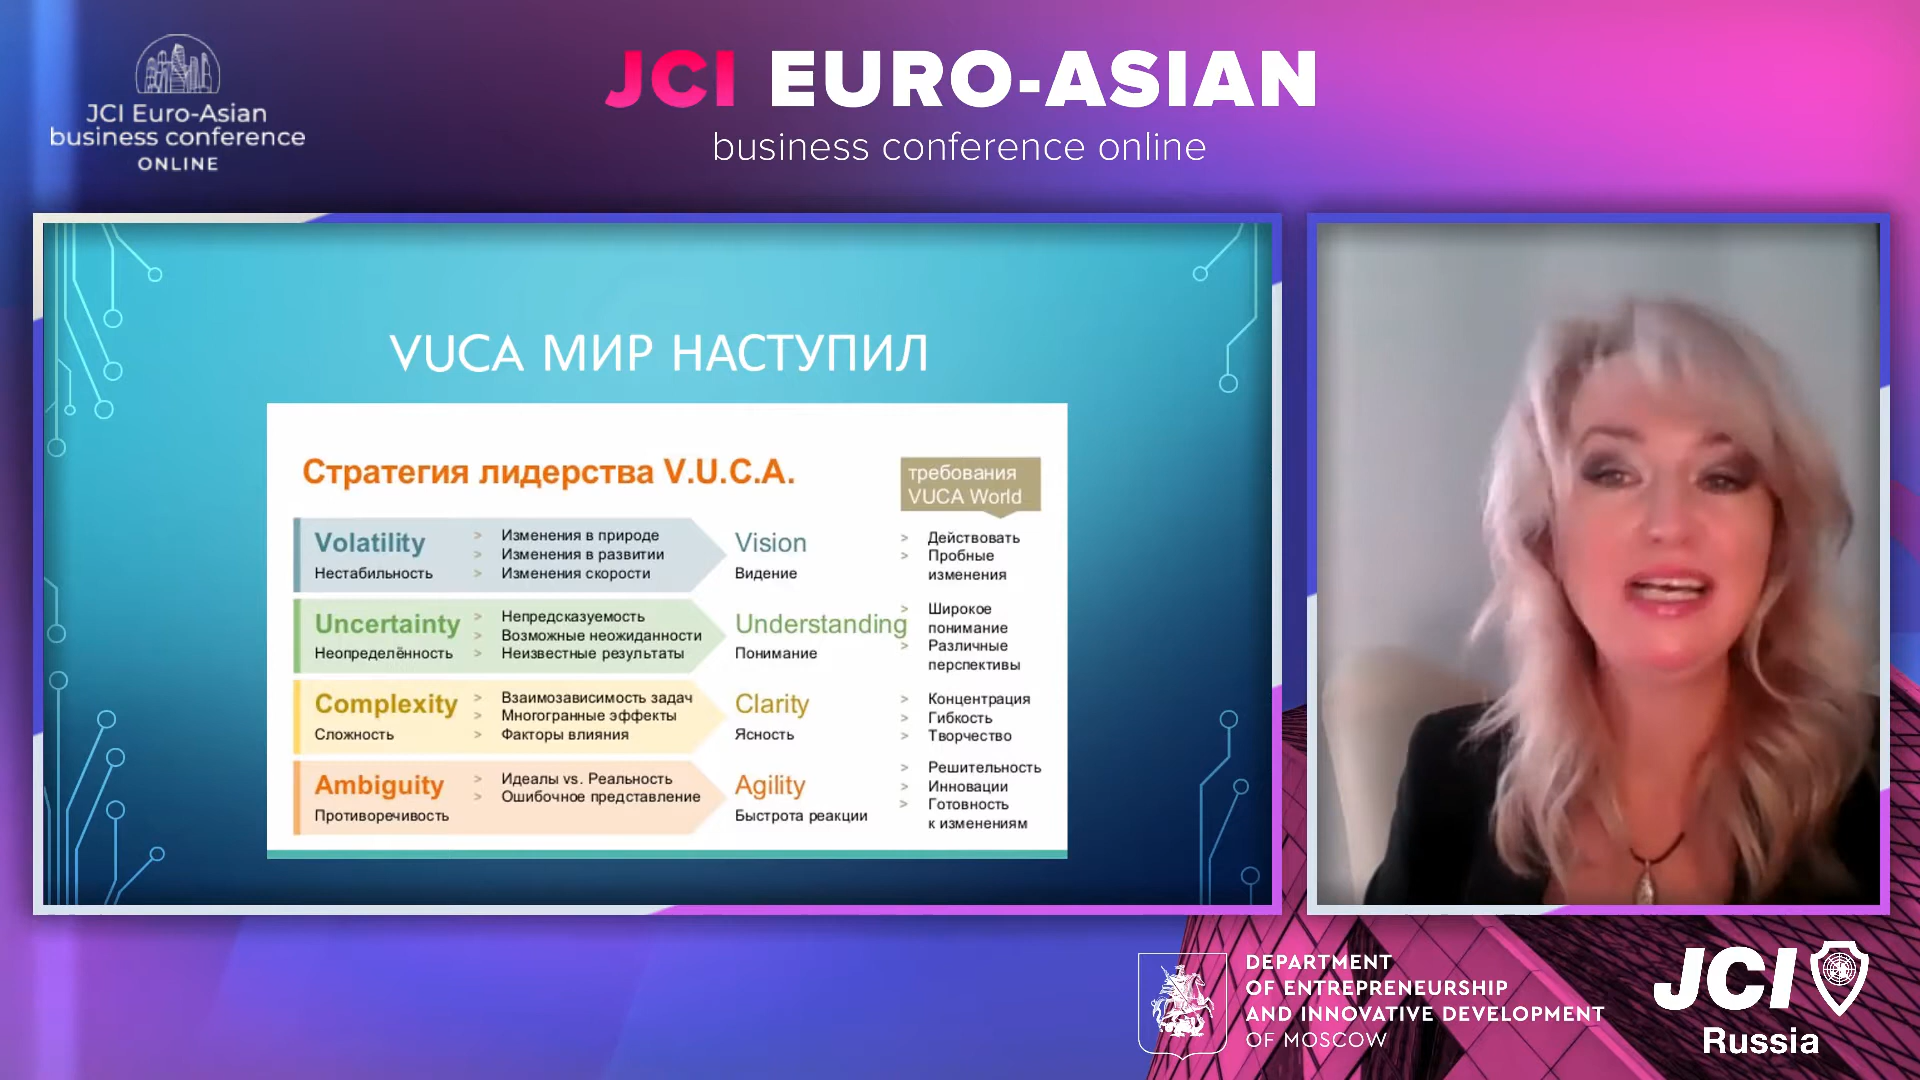 JCI Euro-Asian
business conference
ONLINE
JCI EURO-ASIAN
business conference online
VUCA МИР НАСТУПИЛ
Стратегия лидерства V.U.C.A.
требования
VUCA World
Volatility
Нестабильность
> Изменения в природе
> Изменения в развитии
> Изменения скорости
Vision
Видение
> Действовать
> Пробные
изменения
Uncertainty
Неопределённость
> Непредсказуемость
> Возможные неожиданности
> Неизвестные результаты
Understanding
Понимание
> Широкое
понимание
> Различные
перспективы
Complexity
Сложность
> Взаимозависимость задач
> Многогранные эффекты
> Факторы влияния
Clarity
Ясность
> Концентрация
> Гибкость
> Творчество
Ambiguity
Противоречивость
> Идеалы vs. Реальность
> Ошибочное представление
Agility
Быстрота реакции
> Решительность
> Инновации
> Готовность
к изменениям
DEPARTMENT
OF ENTREPRENEURSHIP
AND INNOVATIVE DEVELOPMENT
OF MOSCOW
JCI
Russia